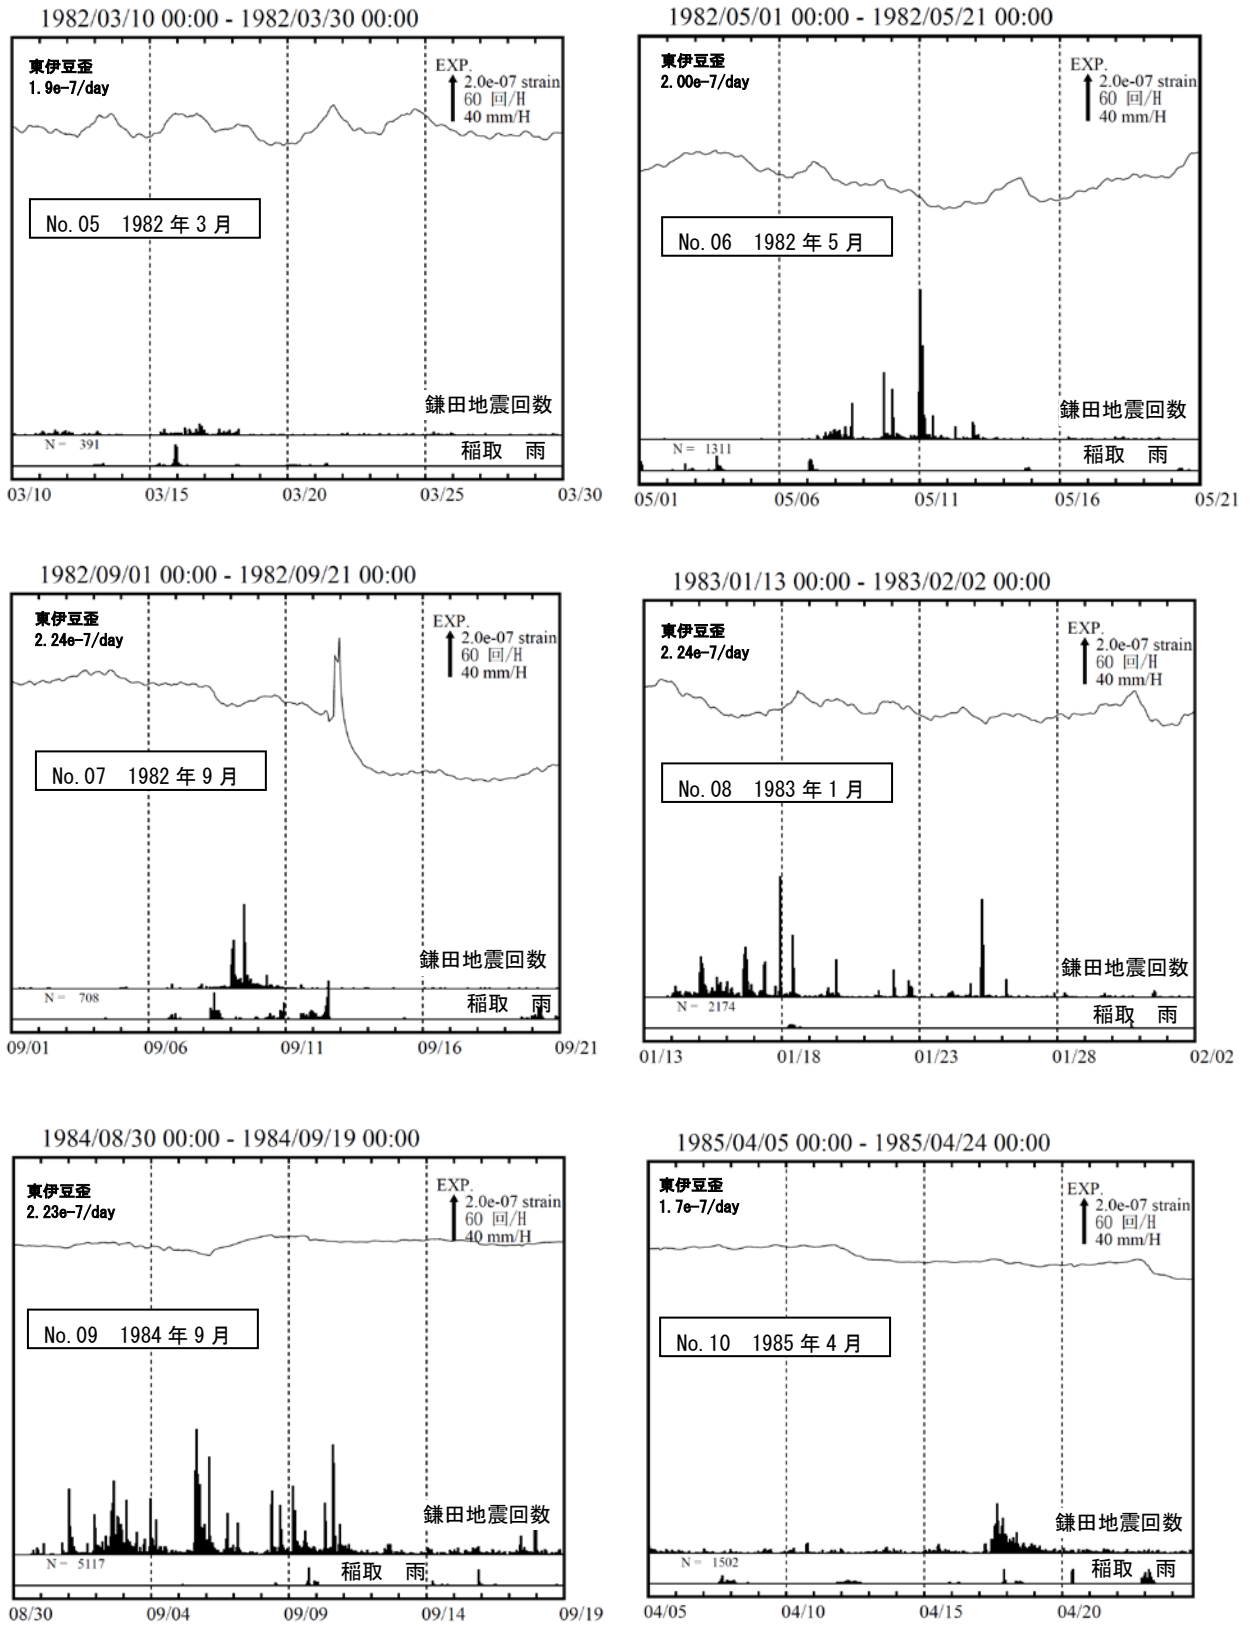 1982/03/10 00:00 - 1982/03/30 00:00
東伊豆歪
1.9e-7/day
EXP.
2.0e-07 strain
60 回/H
40 mm/H
No.05 1982 年 3 月
鎌田地震回数
N = 391
稲取 雨
03/10 03/15 03/20 03/25 03/30
1982/05/01 00:00 - 1982/05/21 00:00
東伊豆歪
2.00e-7/day
EXP.
2.0e-07 strain
60 回/H
40 mm/H
No.06 1982 年 5 月
鎌田地震回数
N = 1311
稲取 雨
05/01 05/06 05/11 05/16 05/21
1982/09/01 00:00 - 1982/09/21 00:00
東伊豆歪
2.24e-7/day
EXP.
2.0e-07 strain
60 回/H
40 mm/H
No.07 1982 年 9 月
鎌田地震回数
N = 708
稲取 雨
09/01 09/06 09/11 09/16 09/21
1983/01/13 00:00 - 1983/02/02 00:00
東伊豆歪
2.24e-7/day
EXP.
2.0e-07 strain
60 回/H
40 mm/H
No.08 1983 年 1 月
鎌田地震回数
N = 2174
稲取 雨
01/13 01/18 01/23 01/28 02/02
1984/08/30 00:00 - 1984/09/19 00:00
東伊豆歪
2.23e-7/day
EXP.
2.0e-07 strain
60 回/H
40 mm/H
No.09 1984 年 9 月
鎌田地震回数
N = 5117
稲取 雨
08/30 09/04 09/09 09/14 09/19
1985/04/05 00:00 - 1985/04/24 00:00
東伊豆歪
1.7e-7/day
EXP.
2.0e-07 strain
60 回/H
40 mm/H
No.10 1985 年 4 月
鎌田地震回数
N = 1502
稲取 雨
04/05 04/10 04/15 04/20